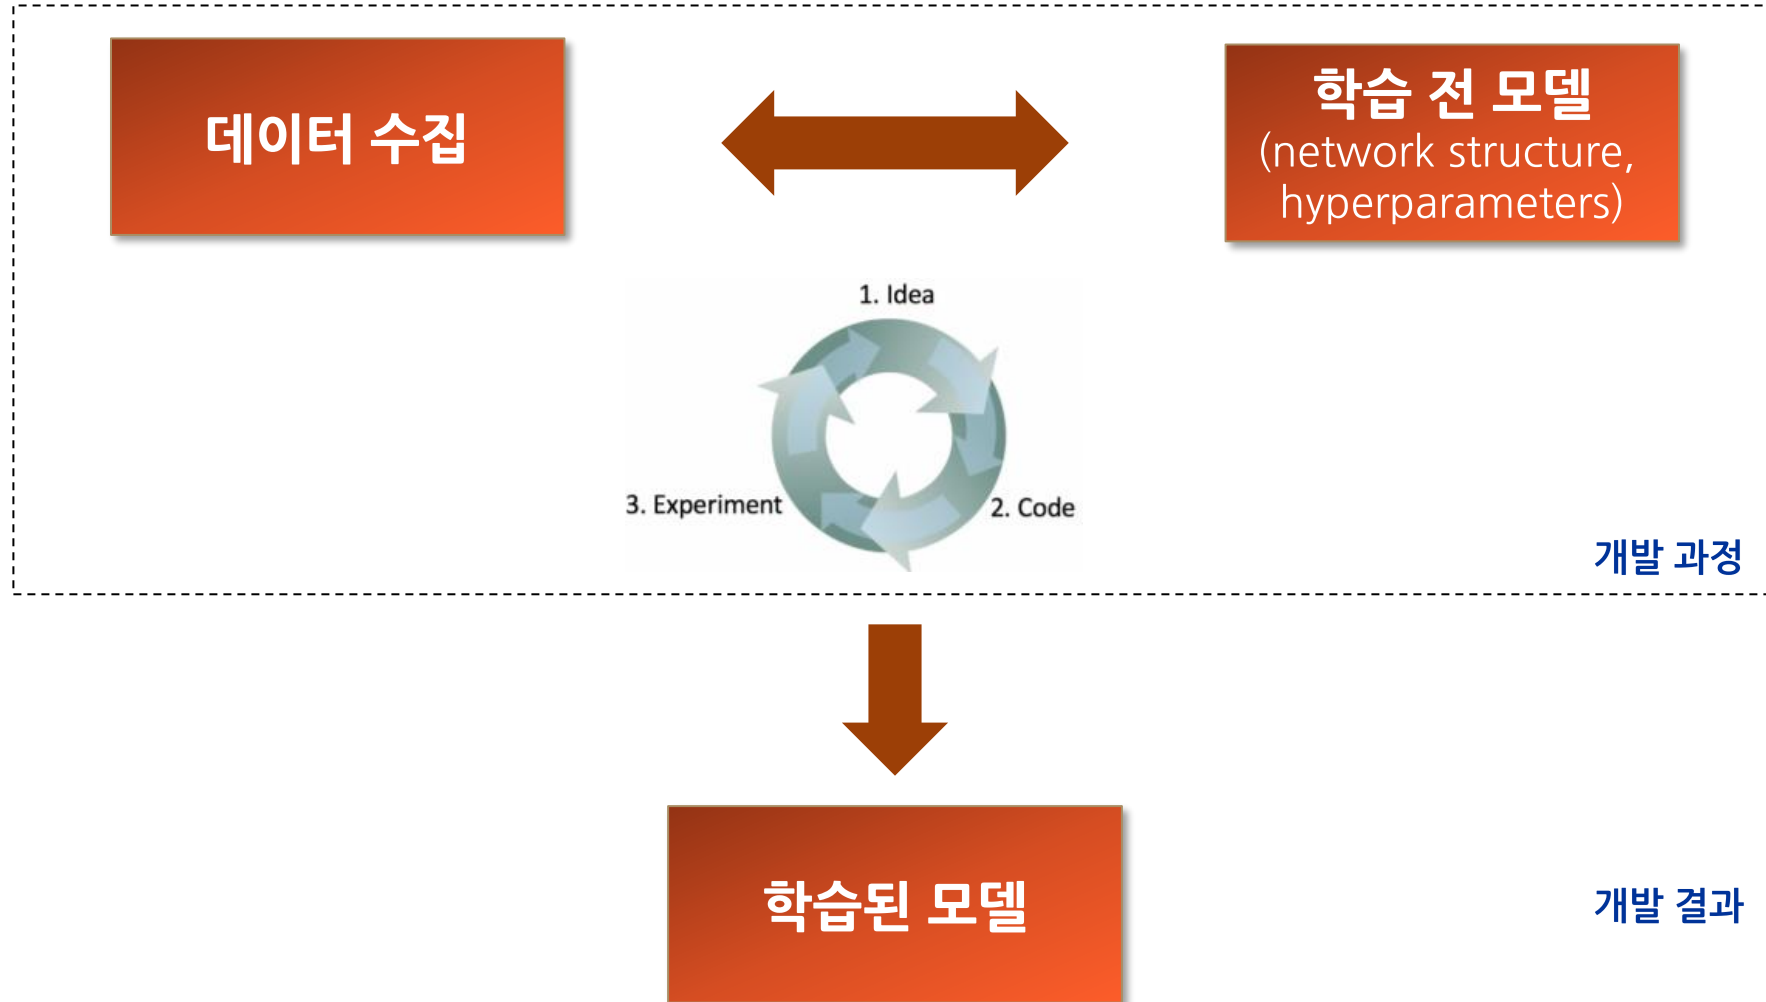 데이터 수집
학습 전 모델
(network structure,
hyperparameters)
1. Idea
3. Experiment
2. Code
개발 과정
학습된 모델
개발 결과